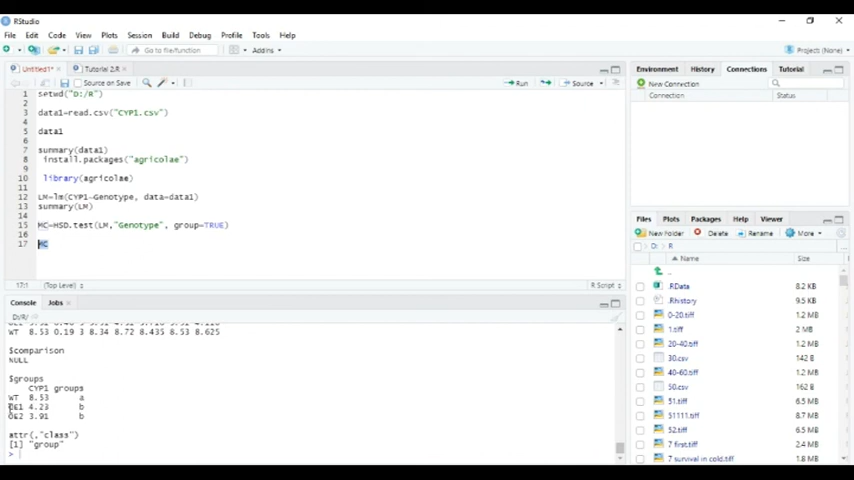 RStudio
File Edit Code View Plots Session Build Debug Profile Tools Help
Go to file/function
Addins
Project: (None)
Untitled1*
Tutorial 2.R
Source on Save
Run
Source
1 setwd("D:/R")
2
3 data1=read.csv("CYP1.csv")
4
5 data1
6
7 summary(data1)
8 install.packages("agricolae")
9
10 library(agricolae)
11
12 LM=lm(CYP1~Genotype, data=data1)
13 summary(LM)
14
15 MC=HSD.test(LM,"Genotype", group=TRUE)
16
17 MC
17:1 (Top Level)
R Script
Console Jobs
D:/R/
WT 8.53 0.19 3 8.34 8.72 8.435 8.53 8.625
$comparison
NULL
$groups
CYP1 groups
WT 8.53 a
OE1 4.23 b
OE2 3.91 b
attr(,"class")
[1] "group"
>
Environment History Connections Tutorial
New Connection
Connection Status
Files Plots Packages Help Viewer
New Folder Delete Rename More
D: R
Name Size
..
.RData 8.2 KB
.Rhistory 9.5 KB
0-20.tiff 1.2 MB
1.tiff 2 MB
20-40.tiff 1.2 MB
30.csv 142 B
40-60.tiff 1.2 MB
50.csv 162 B
51.tiff 6.5 MB
51111.tiff 8.7 MB
52.tiff 6.5 MB
7 first.tiff 2.4 MB
7 survival in cold.tiff 1.8 MB